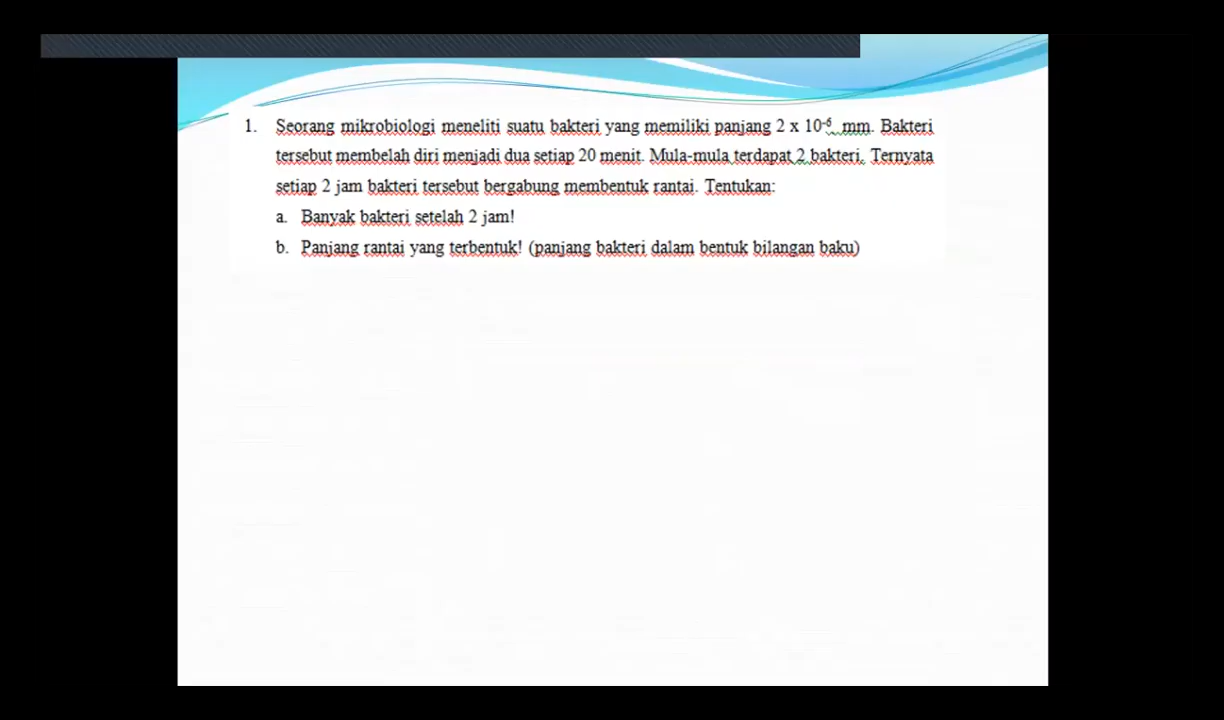 1. Seorang mikrobiologi meneliti suatu bakteri yang memiliki panjang 2 x 10⁻⁶ mm. Bakteri
tersebut membelah diri menjadi dua setiap 20 menit. Mula-mula terdapat 2 bakteri. Ternyata
setiap 2 jam bakteri tersebut bergabung membentuk rantai. Tentukan:
a. Banyak bakteri setelah 2 jam!
b. Panjang rantai yang terbentuk! (panjang bakteri dalam bentuk bilangan baku)